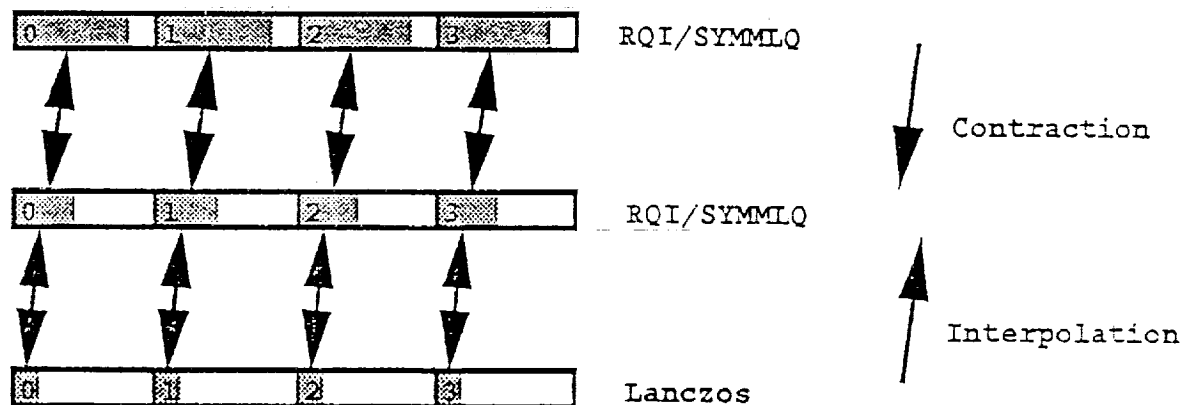 0 1 2 3 RQI/SYMMLQ
Contraction
0 1 2 3 RQI/SYMMLQ
Interpolation
0 1 2 3 Lanczos